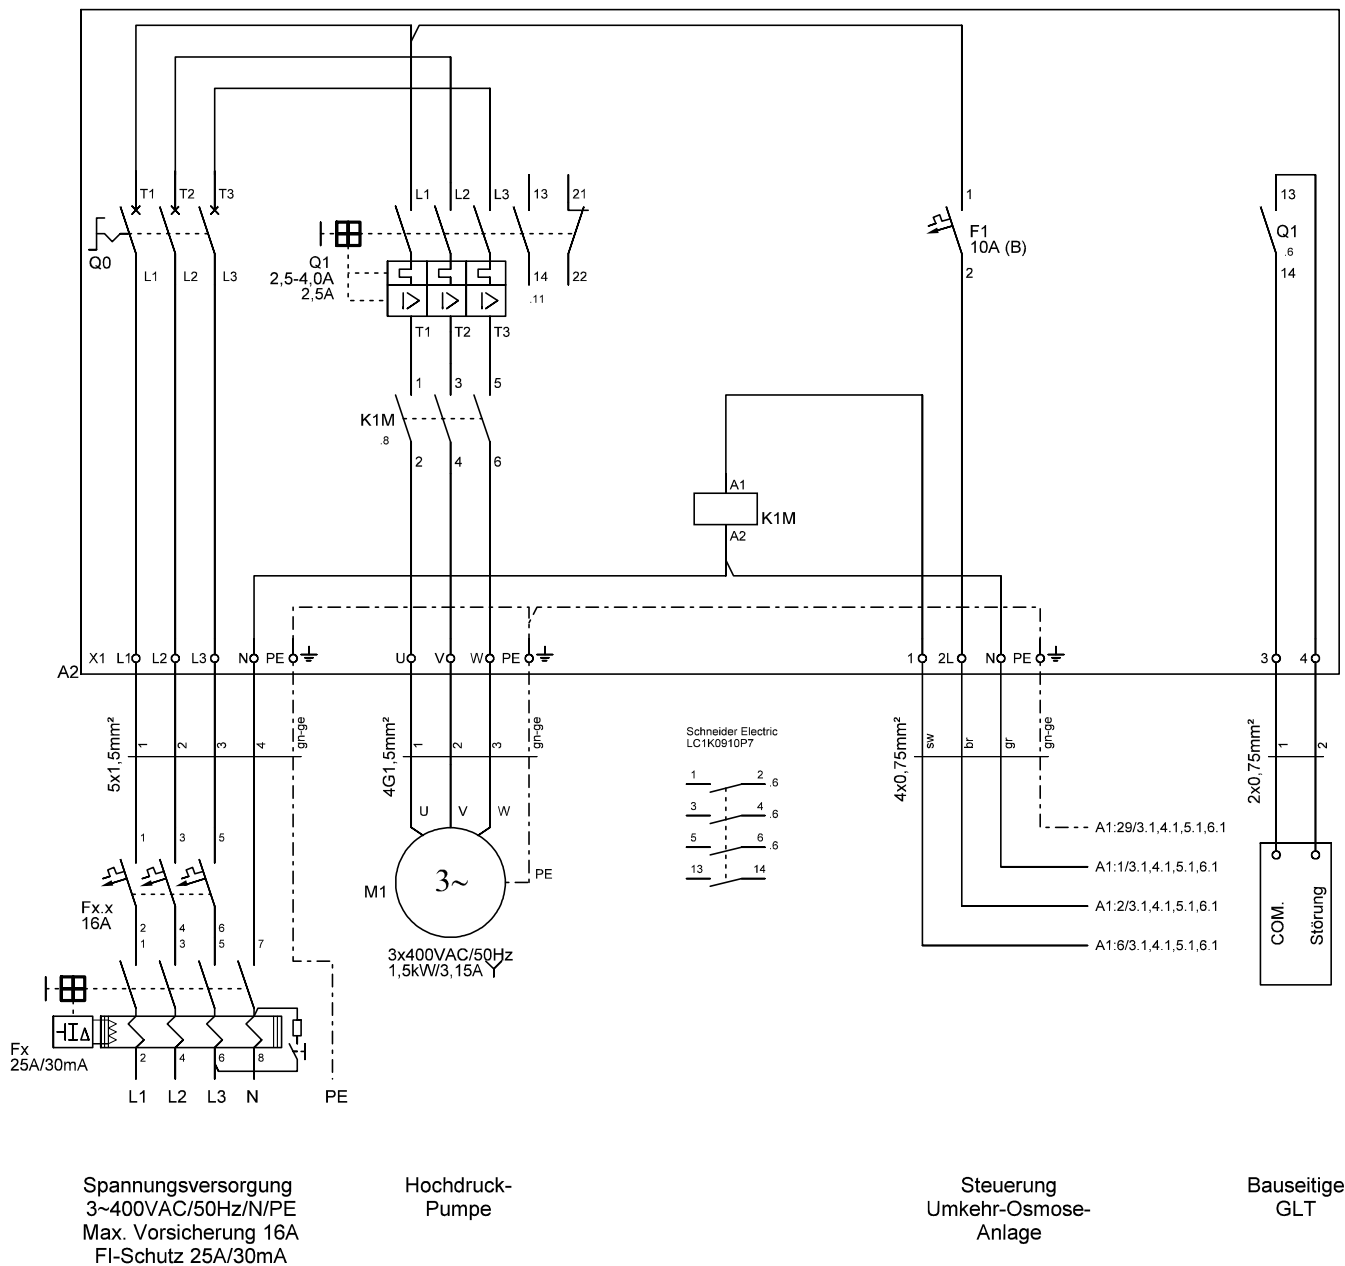 T1 T2 T3
L1 L2 L3 13 21
1
13
Q0
F1
10A (B)
Q1
.6
Q1
2,5-4,0A
2,5A
L1 L2 L3
14 22
.11
2
14
T1 T2 T3
1 3 5
K1M
.8
2 4 6
A1
K1M
A2
A2
X1 L1 L2 L3 N PE
U V W PE
1 2L N PE
3 4
5x1,5mm²
1 2 3 4 gn-ge
4G1,5mm²
1 2 3 gn-ge
Schneider Electric
LC1K0910P7
1 2 .6
3 4 .6
5 6 .6
13 14
4x0,75mm²
sw br gr gn-ge
2x0,75mm²
1 2
U V W
M1
3~
PE
3x400VAC/50Hz
1,5kW/3,15A
A1:29/3.1,4.1,5.1,6.1
A1:1/3.1,4.1,5.1,6.1
A1:2/3.1,4.1,5.1,6.1
A1:6/3.1,4.1,5.1,6.1
COM.
Störung
1 3 5
Fx.x
16A
2 4 6
1 3 5 7
Fx
25A/30mA
2 4 6 8
L1 L2 L3 N PE
Spannungsversorgung
3~400VAC/50Hz/N/PE
Max. Vorsicherung 16A
FI-Schutz 25A/30mA
Hochdruck-
Pumpe
Steuerung
Umkehr-Osmose-
Anlage
Bauseitige
GLT